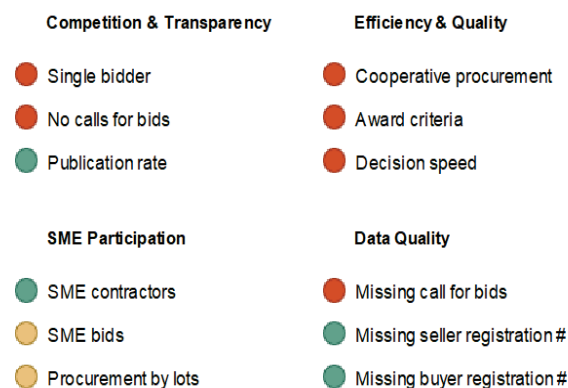 Competition & Transparency
Single bidder
No calls for bids
Publication rate
Efficiency & Quality
Cooperative procurement
Award criteria
Decision speed
SME Participation
SME contractors
SME bids
Procurement by lots
Data Quality
Missing call for bids
Missing seller registration #
Missing buyer registration #